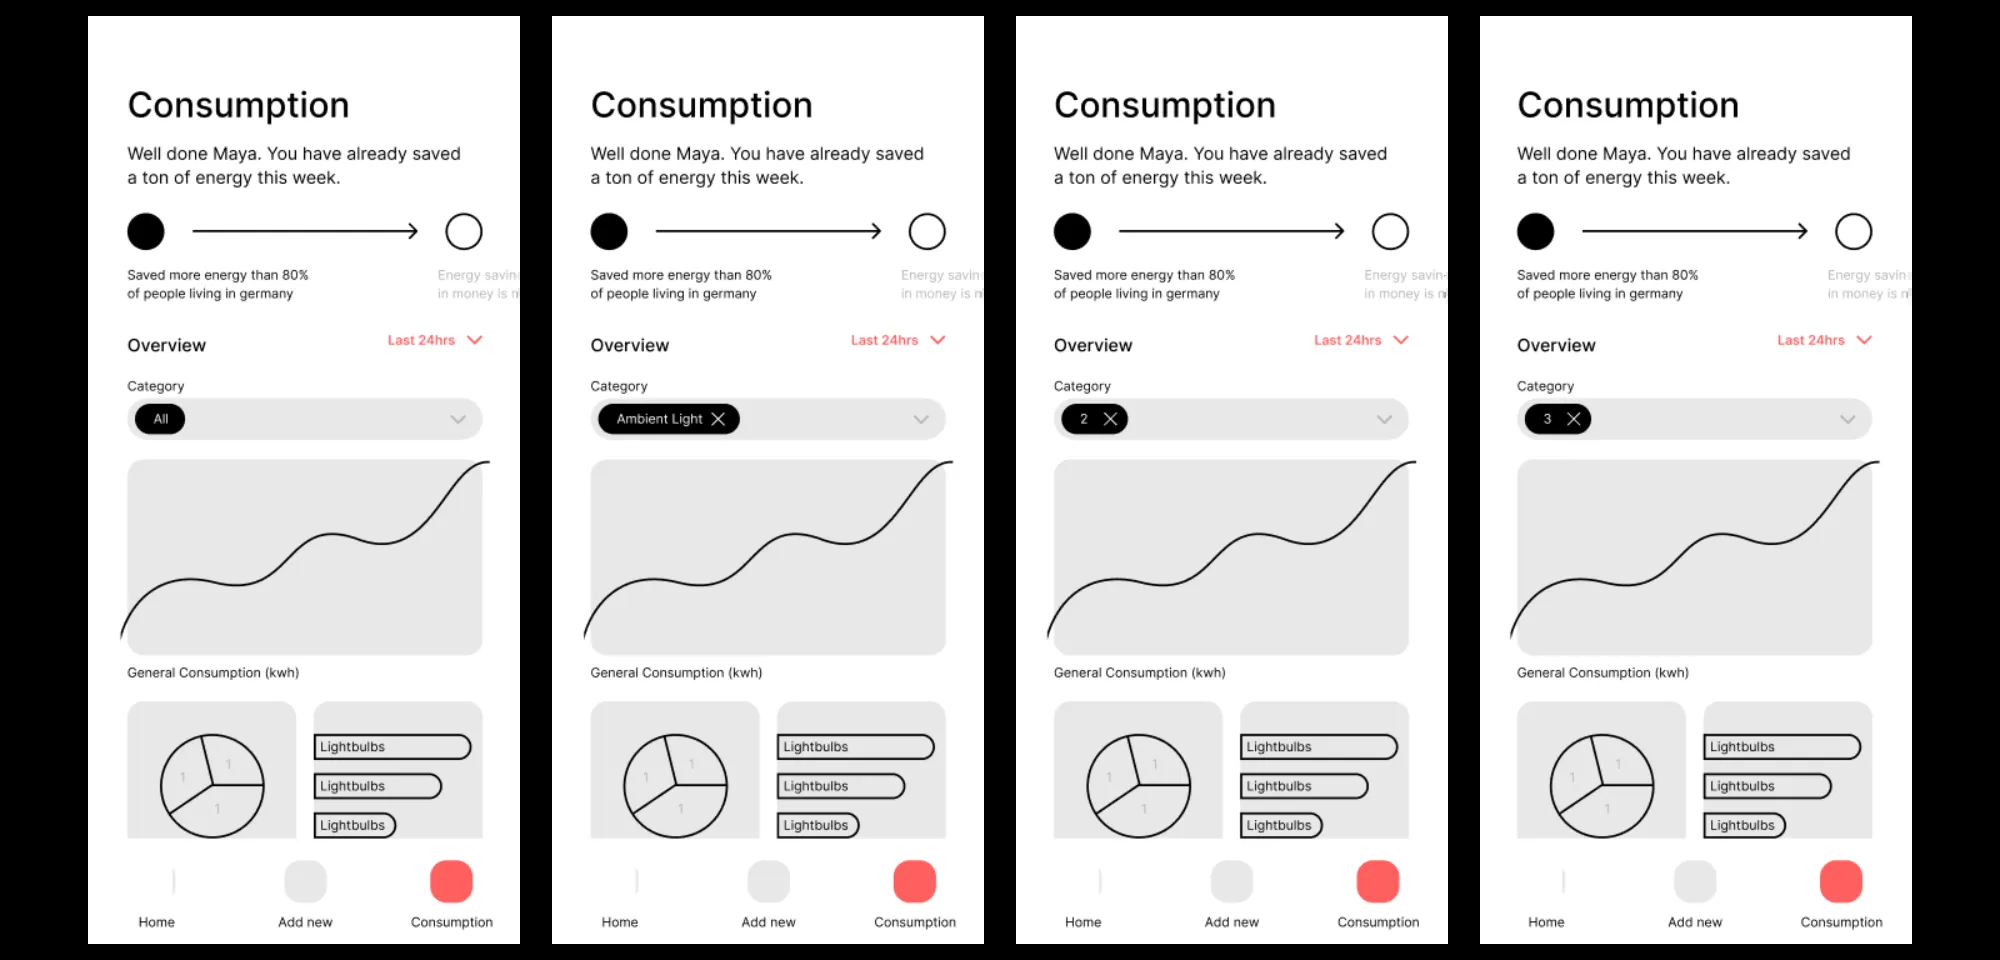 Consumption
Well done Maya. You have already saved
a ton of energy this week.
Saved more energy than 80%
of people living in germany
Energy savin
in money is
Overview
Last 24hrs
Category
All
General Consumption (kwh)
1
1
1
Lightbulbs
Lightbulbs
Lightbulbs
Home
Add new
Consumption
Consumption
Well done Maya. You have already saved
a ton of energy this week.
Saved more energy than 80%
of people living in germany
Energy savin
in money is
Overview
Last 24hrs
Category
Ambient Light
General Consumption (kwh)
1
1
1
Lightbulbs
Lightbulbs
Lightbulbs
Home
Add new
Consumption
Consumption
Well done Maya. You have already saved
a ton of energy this week.
Saved more energy than 80%
of people living in germany
Energy savin
in money is
Overview
Last 24hrs
Category
2
General Consumption (kwh)
1
1
1
Lightbulbs
Lightbulbs
Lightbulbs
Home
Add new
Consumption
Consumption
Well done Maya. You have already saved
a ton of energy this week.
Saved more energy than 80%
of people living in germany
Energy savin
in money is
Overview
Last 24hrs
Category
3
General Consumption (kwh)
1
1
1
Lightbulbs
Lightbulbs
Lightbulbs
Home
Add new
Consumption